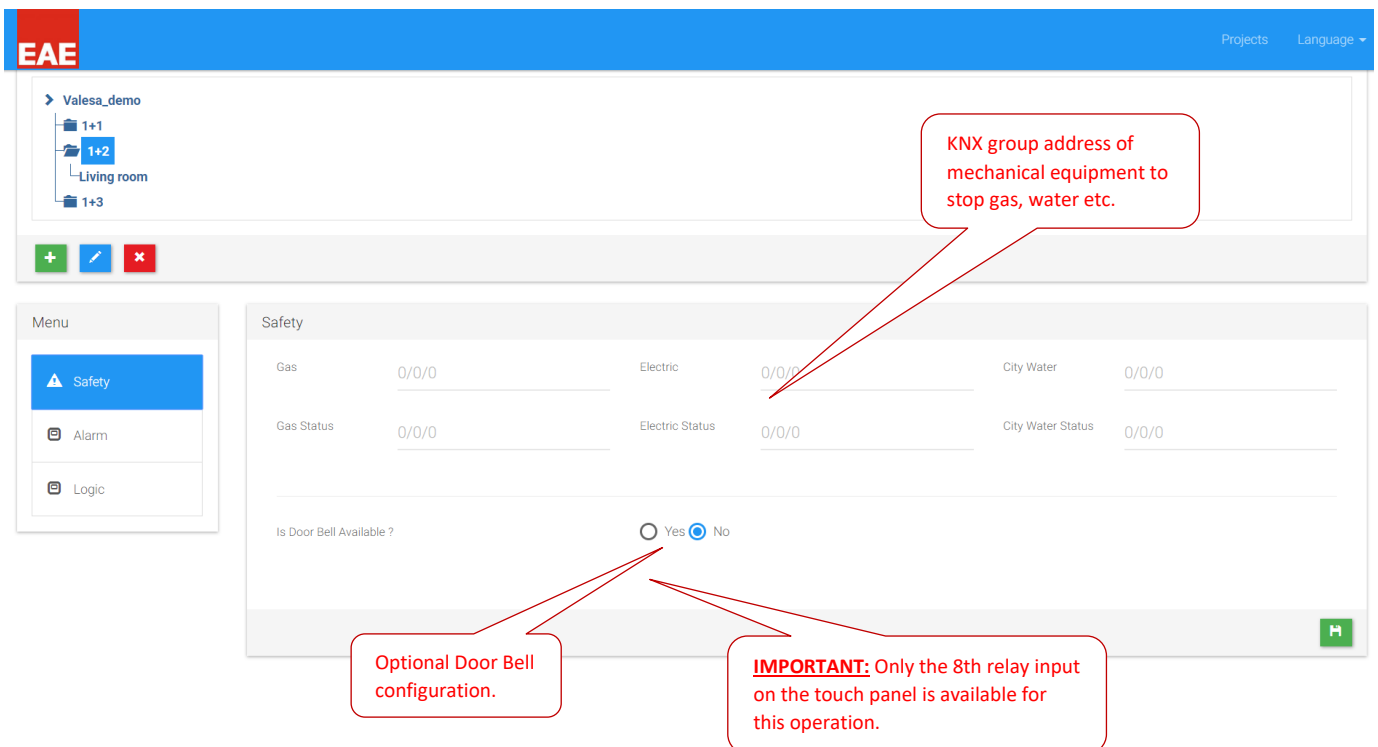 EAE
Projects Language
Valesa_demo
1+1
1+2
Living room
1+3
KNX group address of
mechanical equipment to
stop gas, water etc.
Menu
Safety
Alarm
Logic
Safety
Gas 0/0/0 Electric 0/0/0 City Water 0/0/0
Gas Status 0/0/0 Electric Status 0/0/0 City Water Status 0/0/0
Is Door Bell Available ? Yes No
Optional Door Bell
configuration.
IMPORTANT: Only the 8th relay input
on the touch panel is available for
this operation.